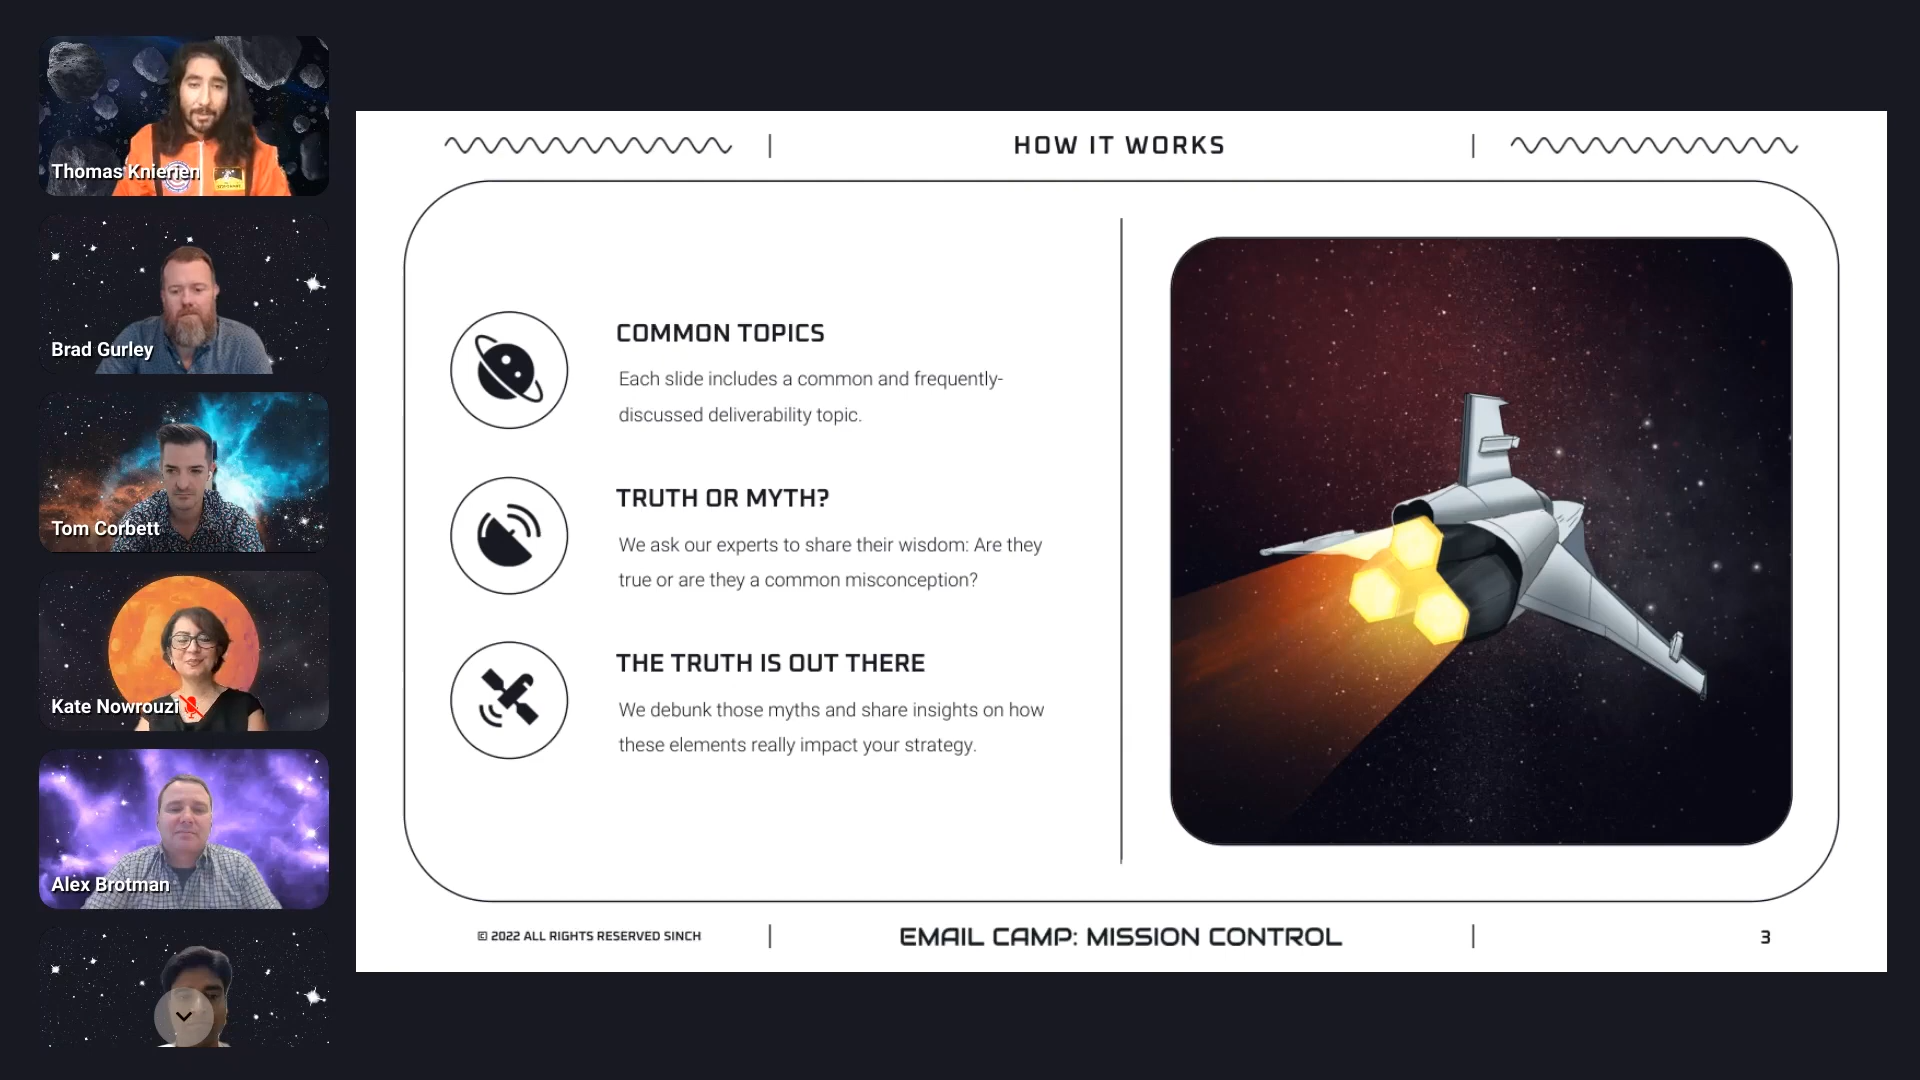 Thomas Knierien
Brad Gurley
Tom Corbett
Kate Nowrouzi
Alex Brotman
HOW IT WORKS
COMMON TOPICS
Each slide includes a common and frequently-
discussed deliverability topic.
TRUTH OR MYTH?
We ask our experts to share their wisdom: Are they
true or are they a common misconception?
THE TRUTH IS OUT THERE
We debunk those myths and share insights on how
these elements really impact your strategy.
© 2022 ALL RIGHTS RESERVED SINCH
EMAIL CAMP: MISSION CONTROL
3